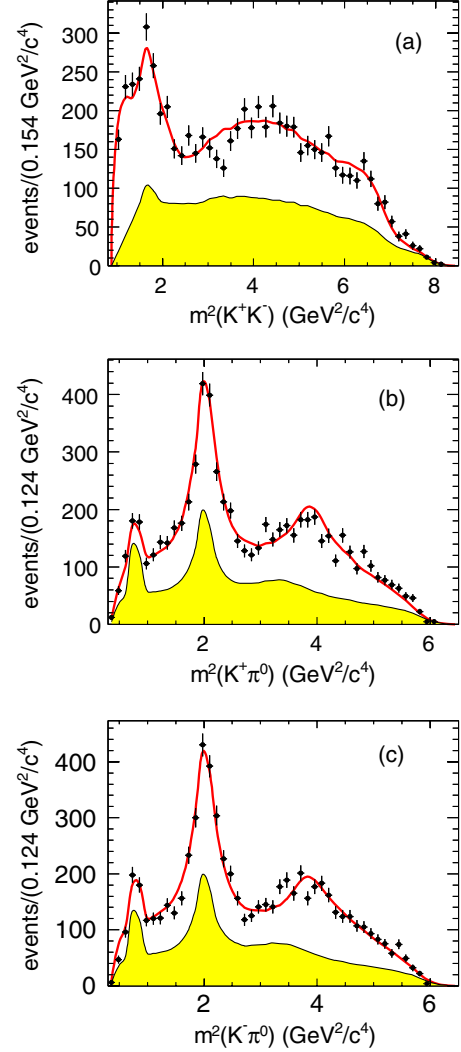 (a)
events/(0.154 GeV²/c⁴)
300
250
200
150
100
50
0
2 4 6 8
m²(K⁺K⁻) (GeV²/c⁴)
(b)
events/(0.124 GeV²/c⁴)
400
300
200
100
0
2 4 6
m²(K⁺π⁰) (GeV²/c⁴)
(c)
events/(0.124 GeV²/c⁴)
400
300
200
100
0
2 4 6
m²(K⁻π⁰) (GeV²/c⁴)